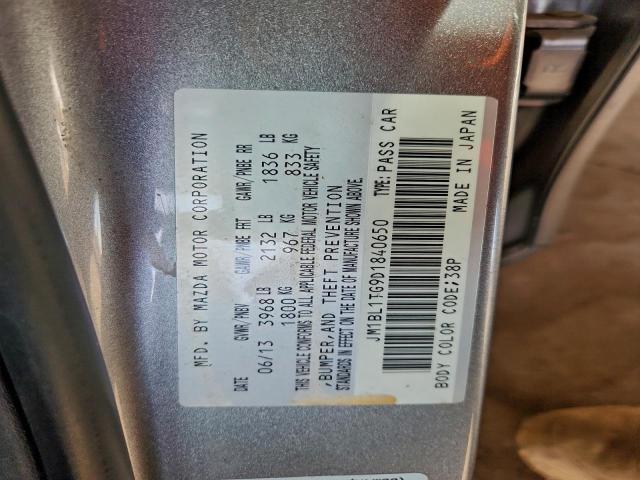 MFD. BY MAZDA MOTOR CORPORATION
DATE GVWR/PNBV GAWR/PNBE FRT GAWR/PNBE RR
06/13 3968 LB 2132 LB 1836 LB
1800 KG 967 KG 833 KG
THIS VEHICLE CONFORMS TO ALL APPLICABLE FEDERAL MOTOR VEHICLE SAFETY
,BUMPER,AND THEFT PREVENTION
STANDARDS IN EFFECT ON THE DATE OF MANUFACTURE SHOWN ABOVE.
JM1BL1TG9D1840650 TYPE: PASS CAR
BODY COLOR CODE;38P MADE IN JAPAN